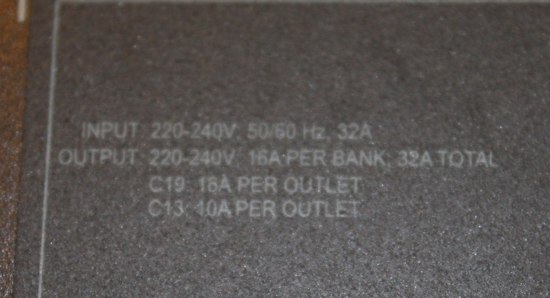 INPUT: 220-240V, 50/60 Hz, 32A
OUTPUT: 220-240V, 16A PER BANK, 32A TOTAL
C19: 16A PER OUTLET
C13: 10A PER OUTLET